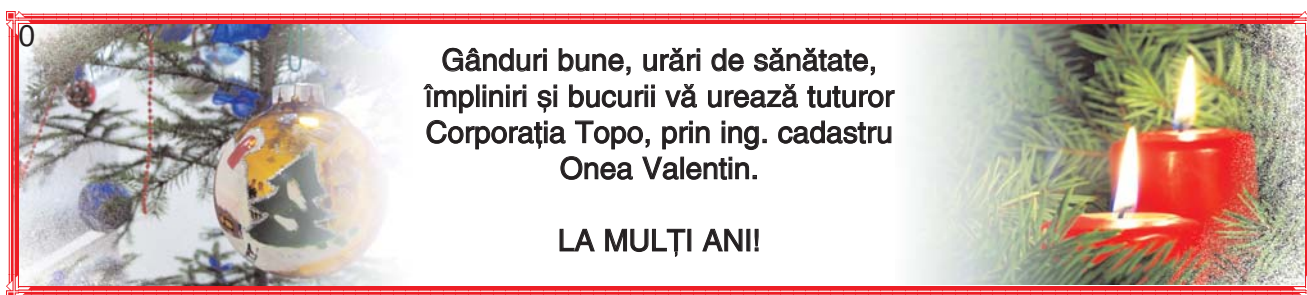 0
Gânduri bune, urări de sănătate,
împliniri și bucurii vă urează tuturor
Corporația Topo, prin ing. cadastru
Onea Valentin.
LA MULȚI ANI!